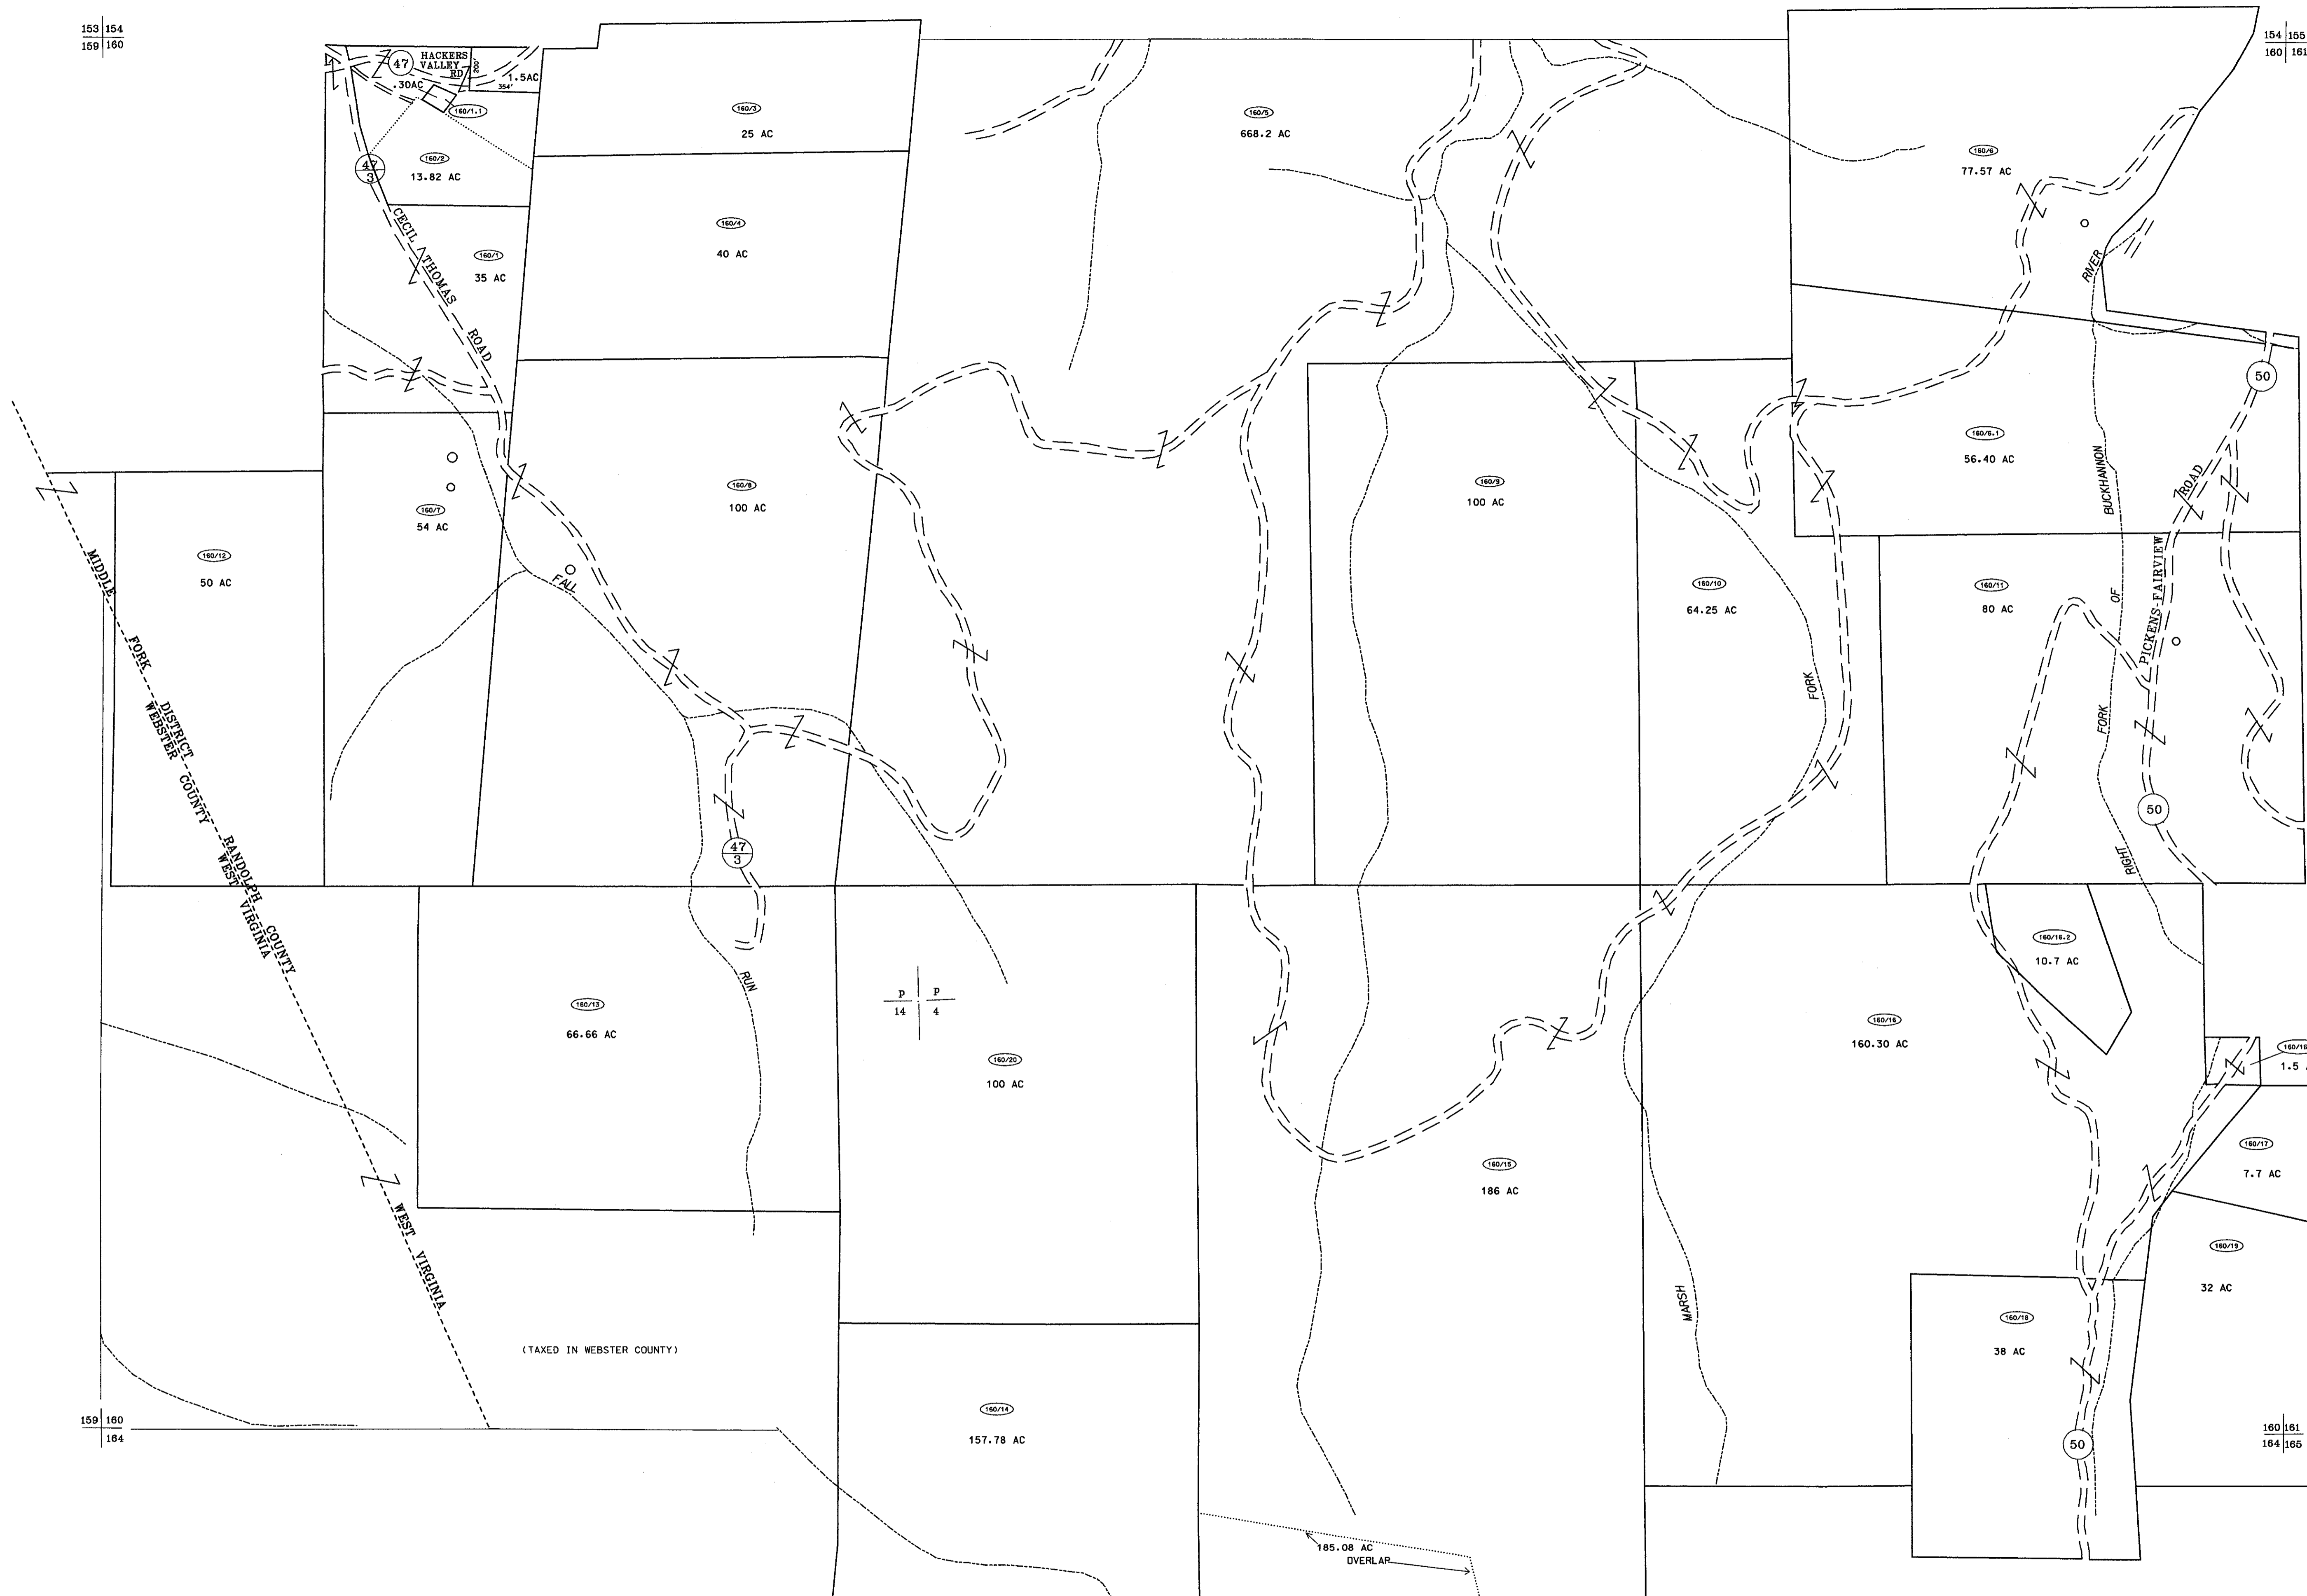 153 154
159 160
154 155
160 161
47
HACKERS
VALLEY
RD
200'
1.5AC
354'
.30AC
160/1.1
160/2
13.82 AC
47
3
CECIL THOMAS ROAD
160/1
35 AC
160/3
25 AC
160/4
40 AC
160/5
668.2 AC
160/6
77.57 AC
RIVER
50
160/6.1
56.40 AC
BUCKHANNON
ROAD
160/7
54 AC
160/8
100 AC
160/9
100 AC
160/12
50 AC
FALL
160/10
64.25 AC
160/11
80 AC
OF
PICKENS-FAIRVIEW
FORK
FORK
RIGHT
50
MIDDLE FORK DISTRICT RANDOLPH COUNTY
WEBSTER COUNTY WEST VIRGINIA
WEST VIRGINIA
47
3
RUN
160/13
66.66 AC
P P
14 4
160/20
100 AC
160/16.2
10.7 AC
160/16
160.30 AC
160/16
1.5
160/17
7.7 AC
160/15
186 AC
160/19
32 AC
MARSH
160/18
38 AC
(TAXED IN WEBSTER COUNTY)
160/14
157.78 AC
159 160
164
50
160 161
164 165
185.08 AC
OVERLAP